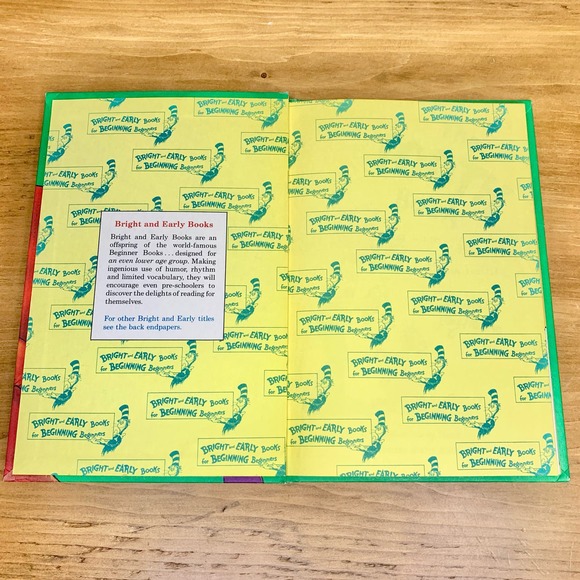 Bright and Early Books
Bright and Early Books are an
offspring of the world-famous
Beginner Books . . . designed for
an even lower age group. Making
ingenious use of humor, rhythm
and limited vocabulary, they will
encourage even pre-schoolers to
discover the delights of reading for
themselves.
For other Bright and Early titles
see the back endpapers.
BRIGHT and EARLY BOOKS
for BEGINNING Beginners